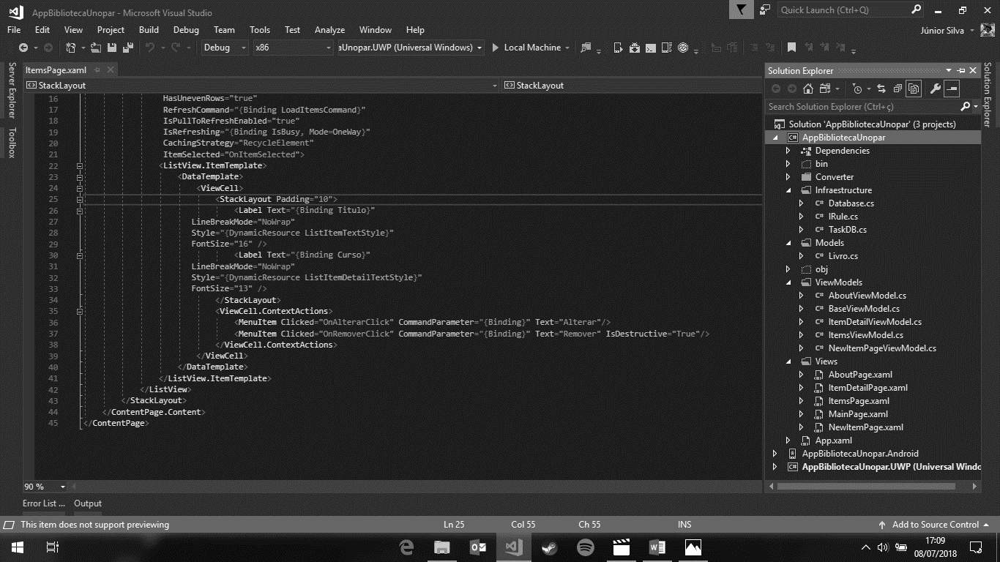 AppBibliotecaUnopar - Microsoft Visual Studio
Quick Launch (Ctrl+Q)
File Edit View Project Build Debug Team Tools Test Analyze Window Help
Júnior Silva
Debug x86 aUnopar.UWP (Universal Windows) Local Machine
Server Explorer
Toolbox
ItemsPage.xaml
StackLayout StackLayout
16 HasUnevenRows="true"
17 RefreshCommand="{Binding LoadItemsCommand}"
18 IsPullToRefreshEnabled="true"
19 IsRefreshing="{Binding IsBusy, Mode=OneWay}"
20 CachingStrategy="RecycleElement"
21 ItemSelected="OnItemSelected">
22 <ListView.ItemTemplate>
23 <DataTemplate>
24 <ViewCell>
25 <StackLayout Padding="10">
26 <Label Text="{Binding Titulo}"
27 LineBreakMode="NoWrap"
28 Style="{DynamicResource ListItemTextStyle}"
29 FontSize="16" />
30 <Label Text="{Binding Curso}"
31 LineBreakMode="NoWrap"
32 Style="{DynamicResource ListItemDetailTextStyle}"
33 FontSize="13" />
34 </StackLayout>
35 <ViewCell.ContextActions>
36 <MenuItem Clicked="OnAlterarClick" CommandParameter="{Binding}" Text="Alterar"/>
37 <MenuItem Clicked="OnRemoverClick" CommandParameter="{Binding}" Text="Remover" IsDestructive="True"/>
38 </ViewCell.ContextActions>
39 </ViewCell>
40 </DataTemplate>
41 </ListView.ItemTemplate>
42 </ListView>
43 </StackLayout>
44 </ContentPage.Content>
45 </ContentPage>
90 %
Solution Explorer
Search Solution Explorer (Ctrl+ç)
Solution 'AppBibliotecaUnopar' (3 projects)
C# AppBibliotecaUnopar
Dependencies
bin
Converter
Infraestructure
C# Database.cs
C# IRule.cs
C# TaskDB.cs
Models
C# Livro.cs
obj
ViewModels
C# AboutViewModel.cs
C# BaseViewModel.cs
C# ItemDetailViewModel.cs
C# ItemsViewModel.cs
C# NewItemPageViewModel.cs
Views
AboutPage.xaml
ItemDetailPage.xaml
ItemsPage.xaml
MainPage.xaml
NewItemPage.xaml
App.xaml
AppBibliotecaUnopar.Android
C# AppBibliotecaUnopar.UWP (Universal Windo
Solution Explorer
Error List ... Output
This item does not support previewing Ln 25 Col 55 Ch 55 INS Add to Source Control
17:09
08/07/2018